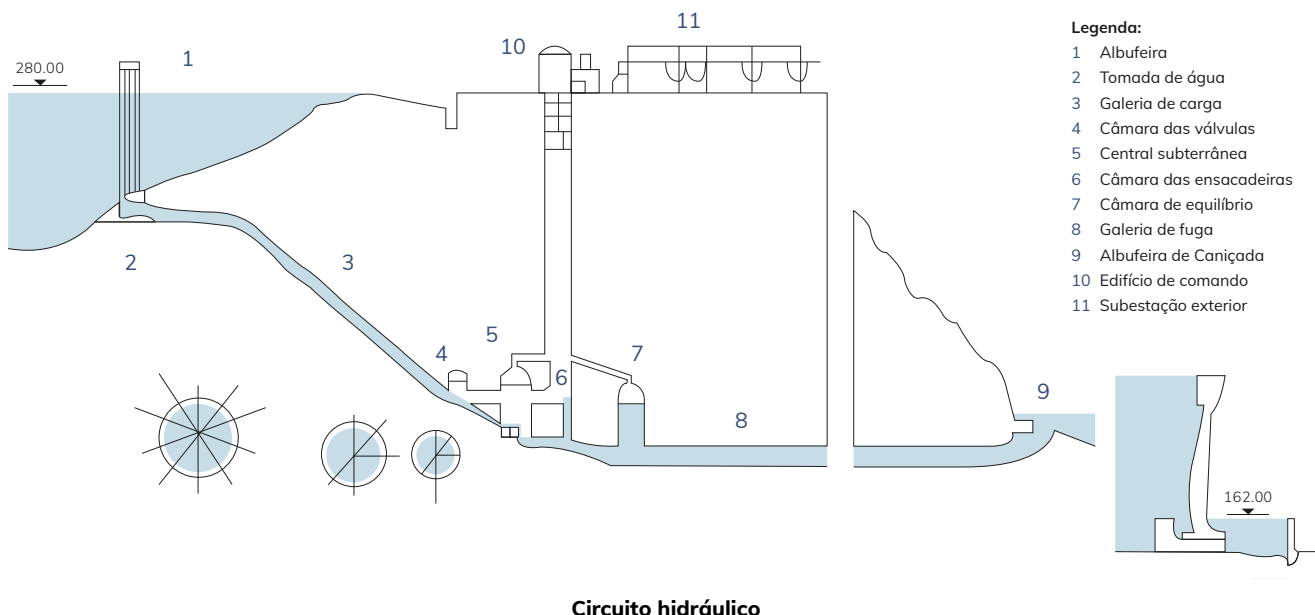 11
10
1
280.00
Legenda:
1 Albufeira
2 Tomada de água
3 Galeria de carga
4 Câmara das válvulas
5 Central subterrânea
6 Câmara das ensacadeiras
7 Câmara de equilíbrio
8 Galeria de fuga
9 Albufeira de Caniçada
10 Edifício de comando
11 Subestação exterior
2
3
5
4
7
6
9
8
162.00
Circuito hidráulico